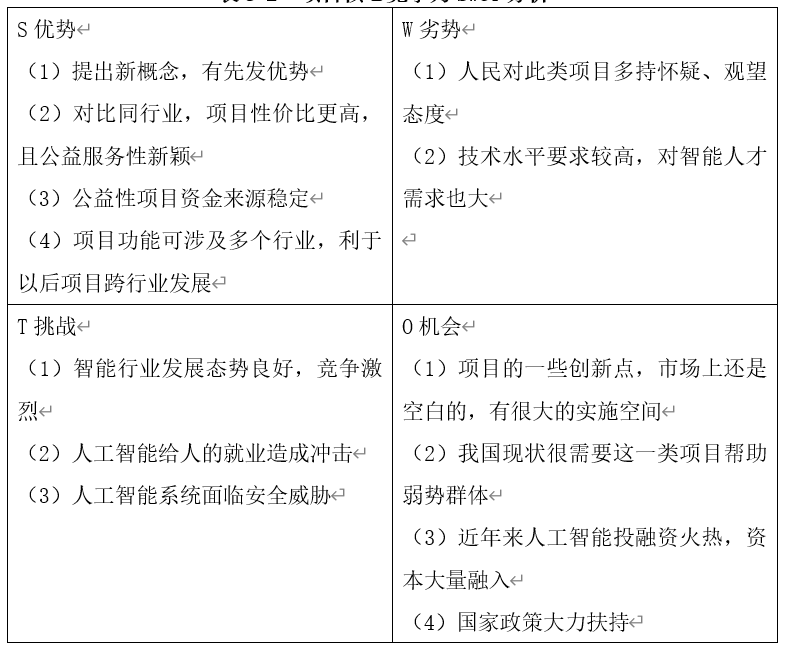 S 优势
（1）提出新概念，有先发优势
（2）对比同行业，项目性价比更高，
且公益服务性新颖
（3）公益性项目资金来源稳定
（4）项目功能可涉及多个行业，利于
以后项目跨行业发展
W 劣势
（1）人民对此类项目多持怀疑、观望
态度
（2）技术水平要求较高，对智能人才
需求也大
T 挑战
（1）智能行业发展态势良好，竞争激
烈
（2）人工智能给人的就业造成冲击
（3）人工智能系统面临安全威胁
O 机会
（1）项目的一些创新点，市场上还是
空白的，有很大的实施空间
（2）我国现状很需要这一类项目帮助
弱势群体
（3）近年来人工智能投融资火热，资
本大量融入
（4）国家政策大力扶持